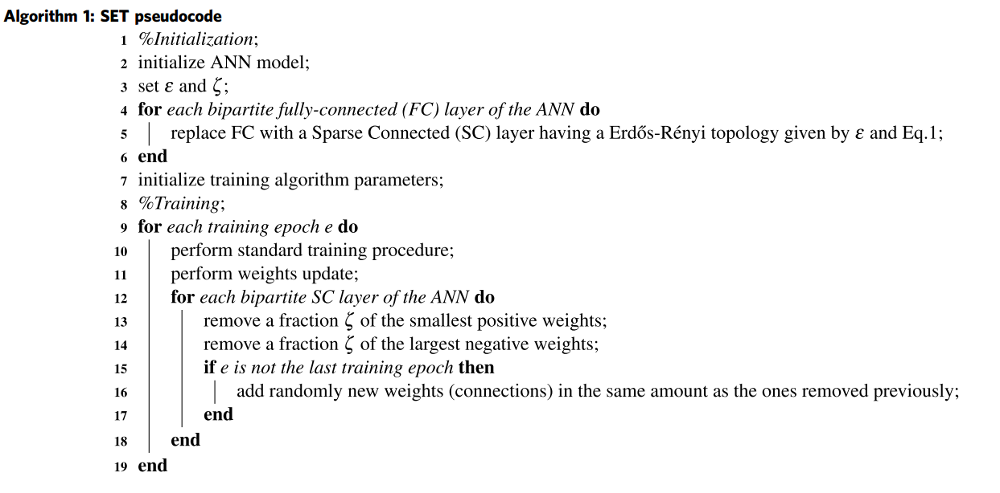 Algorithm 1: SET pseudocode
1 %Initialization;
2 initialize ANN model;
3 set ε and ζ;
4 for each bipartite fully-connected (FC) layer of the ANN do
5 replace FC with a Sparse Connected (SC) layer having a Erdős-Rényi topology given by ε and Eq.1;
6 end
7 initialize training algorithm parameters;
8 %Training;
9 for each training epoch e do
10 perform standard training procedure;
11 perform weights update;
12 for each bipartite SC layer of the ANN do
13 remove a fraction ζ of the smallest positive weights;
14 remove a fraction ζ of the largest negative weights;
15 if e is not the last training epoch then
16 add randomly new weights (connections) in the same amount as the ones removed previously;
17 end
18 end
19 end